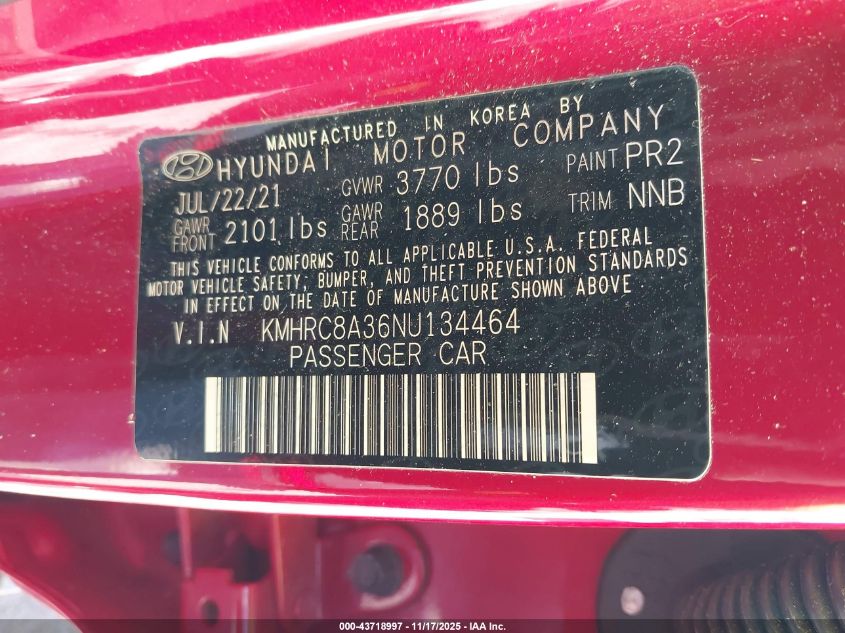 MANUFACTURED IN KOREA BY
HYUNDAI MOTOR COMPANY
JUL/22/21 GVWR 3770 lbs PAINT PR2
GAWR FRONT 2101 lbs GAWR REAR 1889 lbs TRIM NNB
THIS VEHICLE CONFORMS TO ALL APPLICABLE U.S.A. FEDERAL
MOTOR VEHICLE SAFETY, BUMPER, AND THEFT PREVENTION STANDARDS
IN EFFECT ON THE DATE OF MANUFACTURE SHOWN ABOVE
V.I.N KMHRC8A36NU134464
PASSENGER CAR
000-43718997 - 11/17/2025 - IAA Inc.